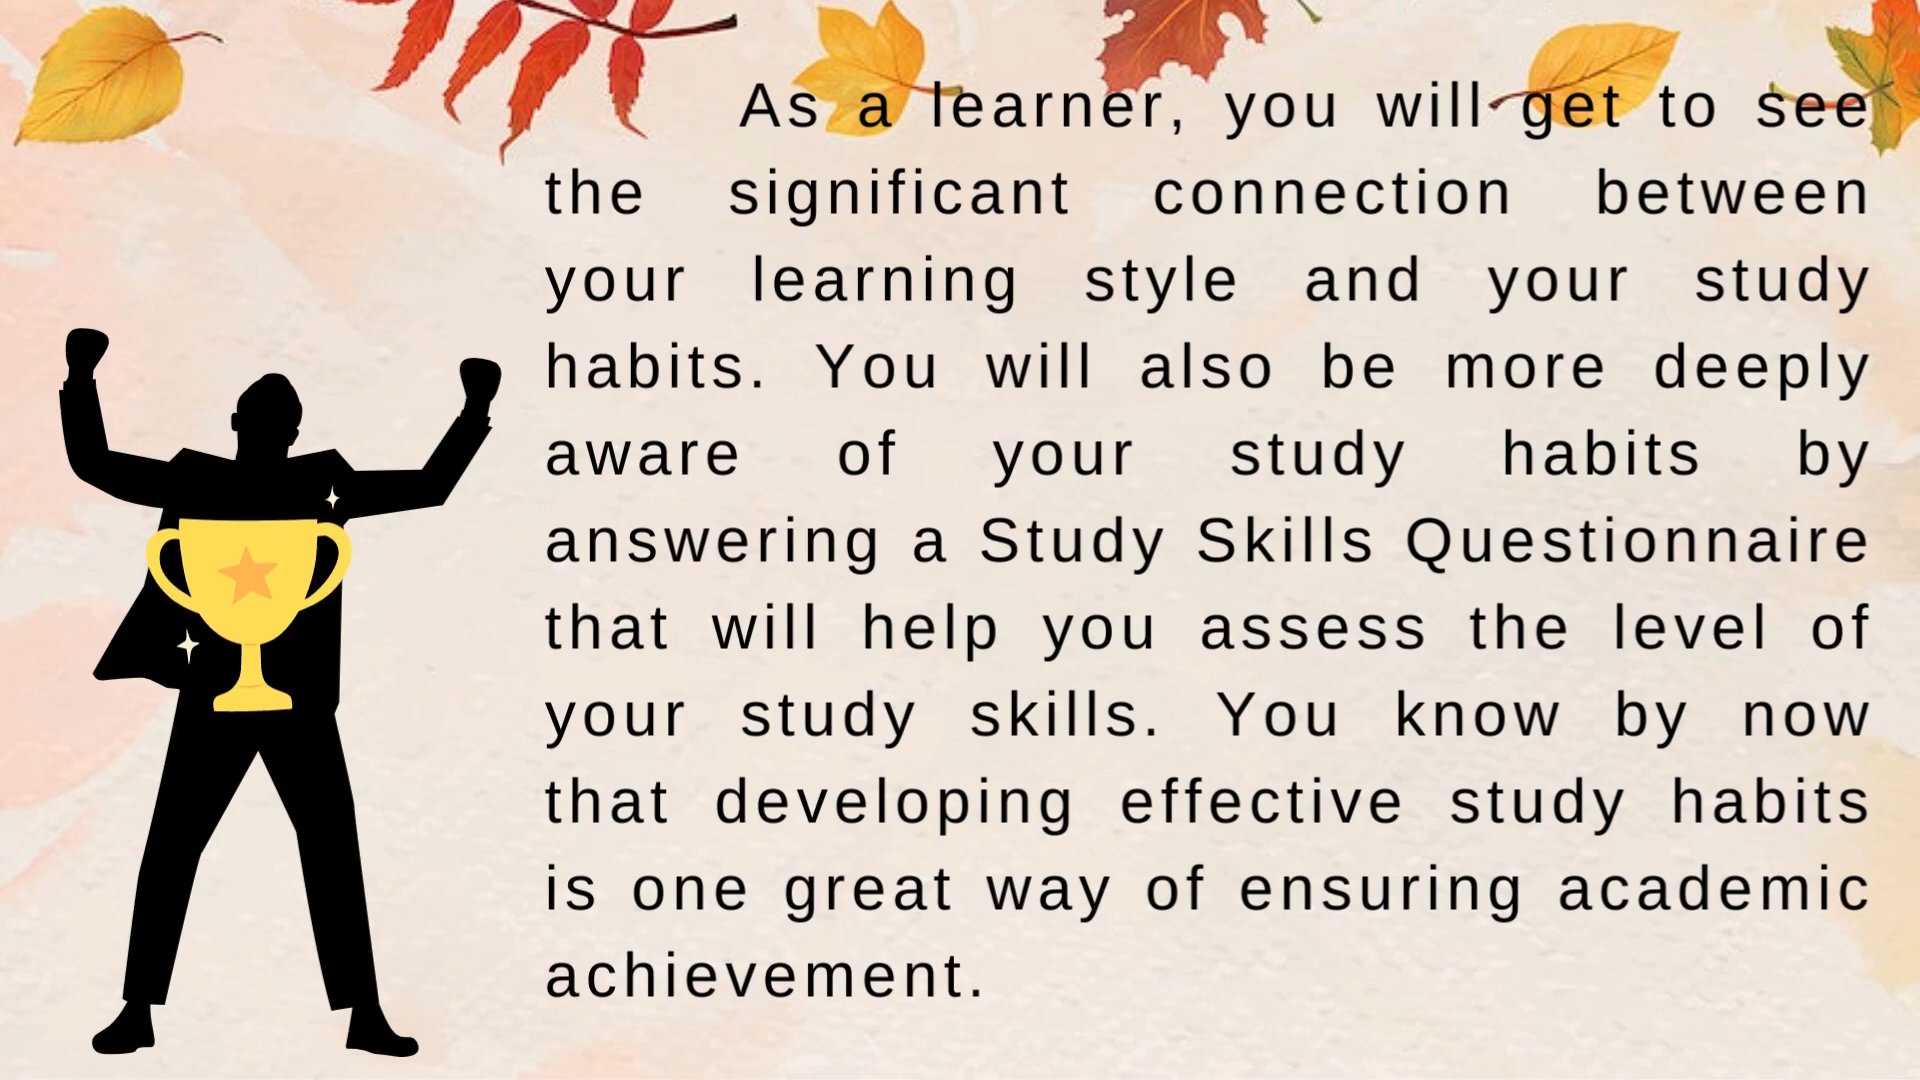 As a learner, you will get to see
the significant connection between
your learning style and your study
habits. You will also be more deeply
aware of your study habits by
answering a Study Skills Questionnaire
that will help you assess the level of
your study skills. You know by now
that developing effective study habits
is one great way of ensuring academic
achievement.